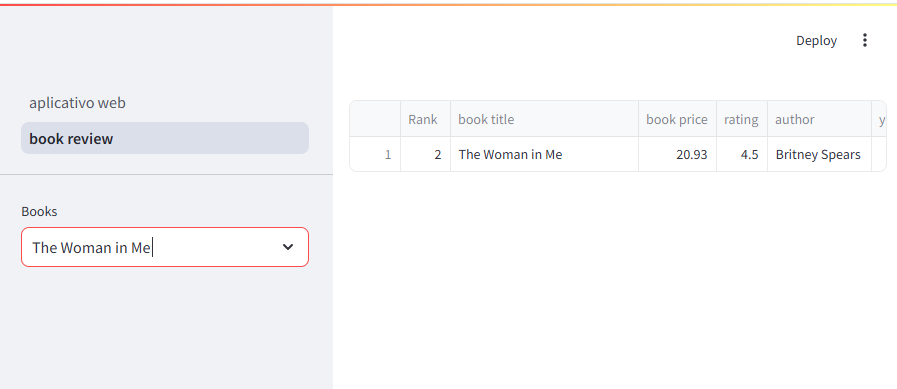 Deploy
aplicativo web
book review
Books
The Woman in Me
Rank book title book price rating author y
1 2 The Woman in Me 20.93 4.5 Britney Spears